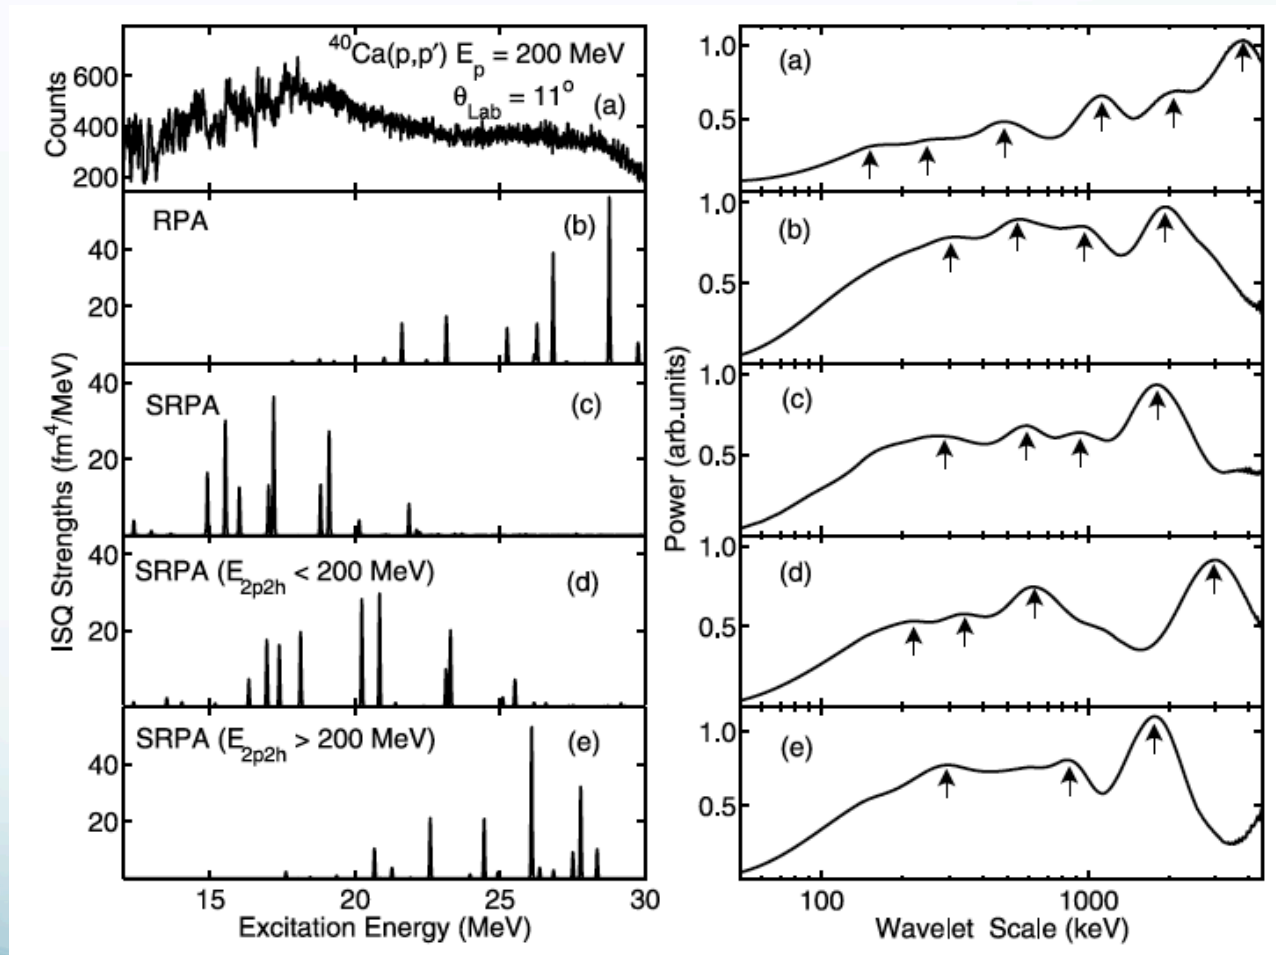 ⁴⁰Ca(p,p′) E_p = 200 MeV
θ_Lab = 11°
(a)
Counts
600
400
200
RPA
(b)
40
20
SRPA
(c)
40
20
SRPA (E_2p2h < 200 MeV)
(d)
40
20
SRPA (E_2p2h > 200 MeV)
(e)
40
20
ISQ Strengths (fm⁴/MeV)
15 20 25 30
Excitation Energy (MeV)
(a)
1.0
0.5
(b)
1.0
0.5
(c)
1.0
0.5
(d)
1.0
0.5
(e)
1.0
0.5
Power (arb.units)
100 1000
Wavelet Scale (keV)